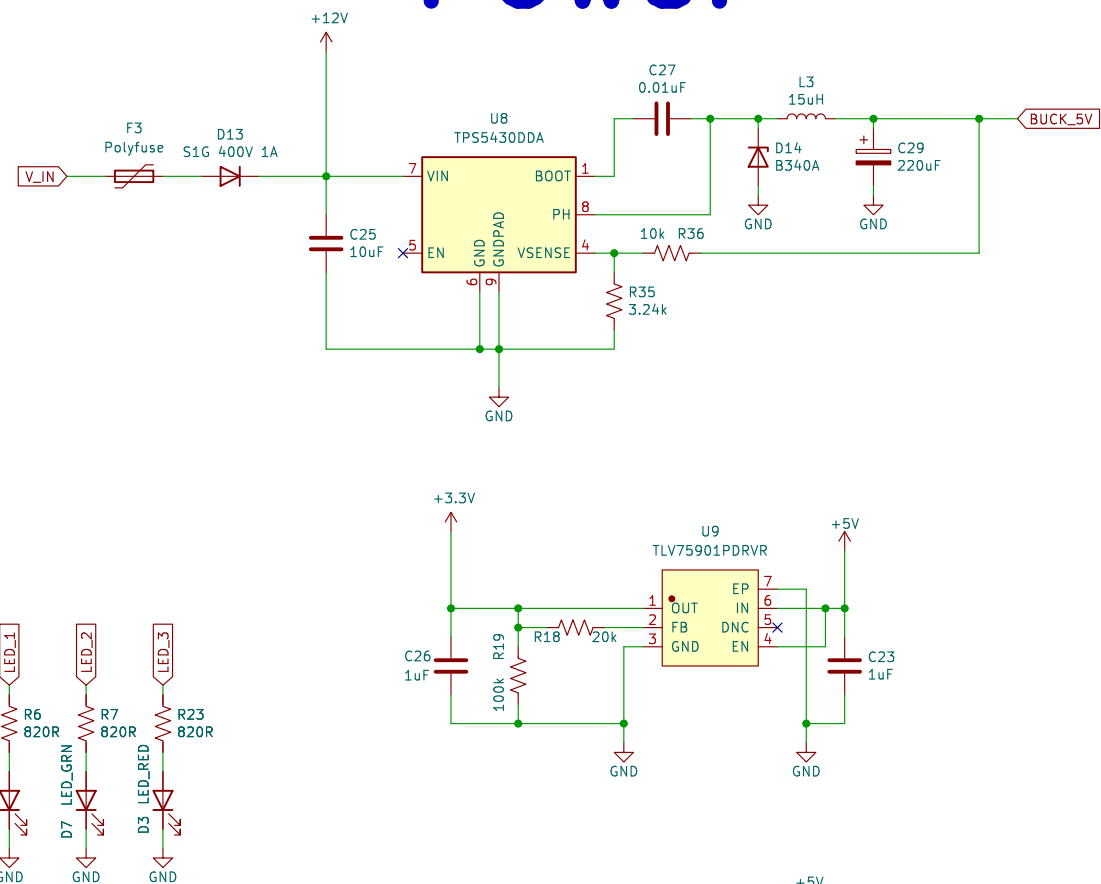 Power
+12V
C27
0.01uF
L3
15uH
BUCK_5V
F3
Polyfuse
D13
S1G 400V 1A
U8
TPS5430DDA
D14
B340A
+
C29
220uF
V_IN
7
VIN
BOOT
1
PH
8
GND
GND
C25
10uF
5
EN
GND
GNDPAD
VSENSE
4
10k
R36
6
9
R35
3.24k
GND
+3.3V
+5V
U9
TLV75901PDRVR
EP
7
1
OUT
IN
6
2
FB
DNC
5
3
GND
EN
4
R18
20k
R19
100k
C26
1uF
C23
1uF
GND
GND
LED_1
LED_2
LED_3
R6
820R
R7
820R
R23
820R
LED_GRN
D7
LED_RED
D3
GND
GND
GND
+5V